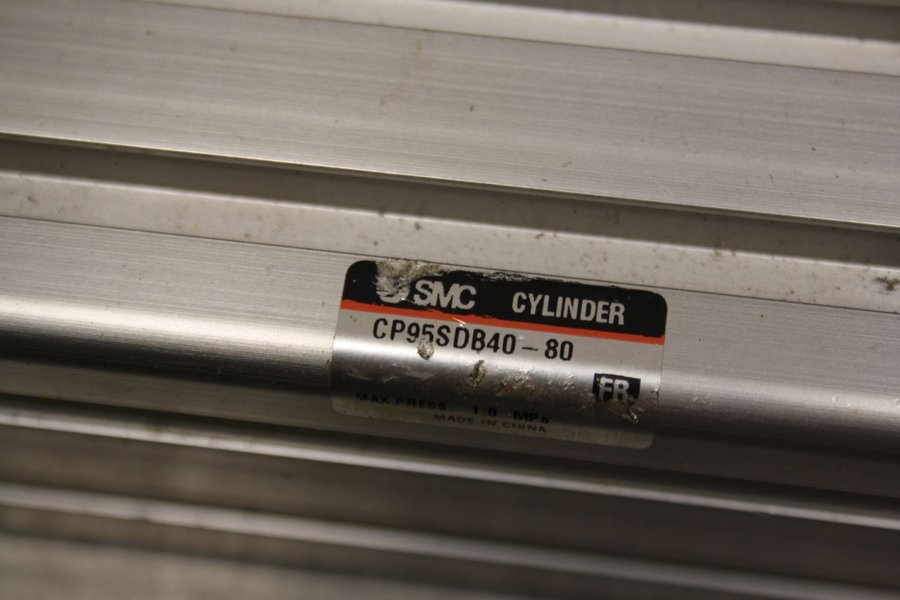 SMC CYLINDER
CP95SDB40-80
FR
MAX PRESS. 1.0 MPa
MADE IN CHINA